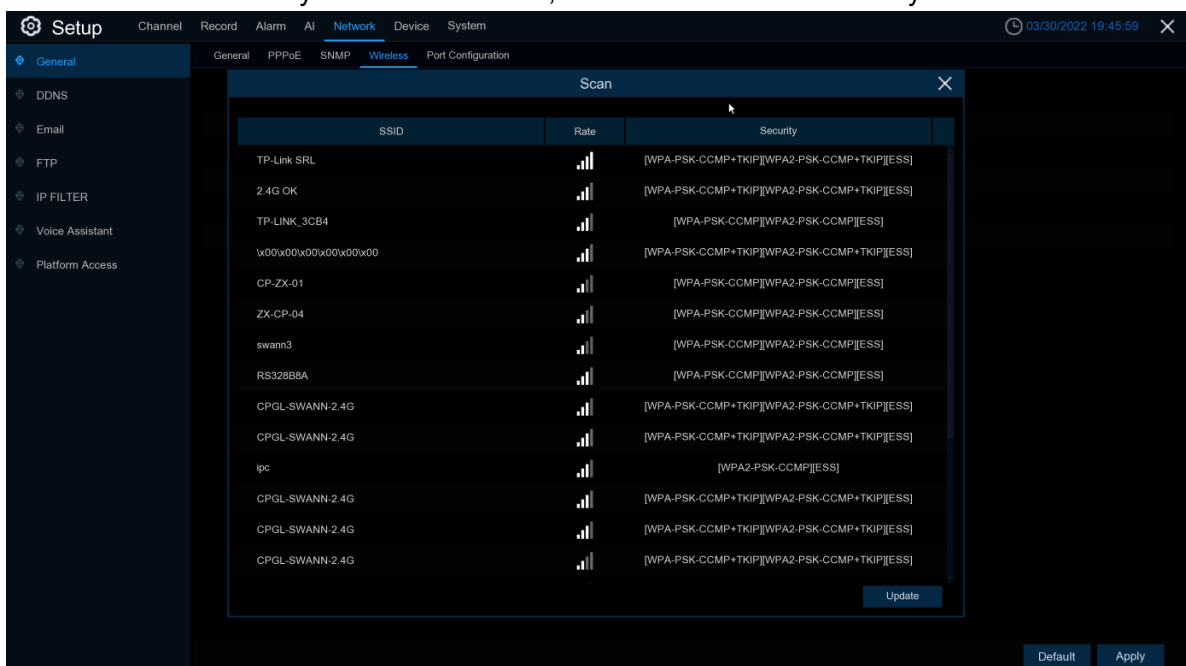 Setup Channel Record Alarm AI Network Device System 03/30/2022 19:45:59
General PPPoE SNMP Wireless Port Configuration
General
DDNS
Email
FTP
IP FILTER
Voice Assistant
Platform Access
Scan
SSID Rate Security
TP-Link SRL [WPA-PSK-CCMP+TKIP][WPA2-PSK-CCMP+TKIP][ESS]
2.4G OK [WPA-PSK-CCMP+TKIP][WPA2-PSK-CCMP+TKIP][ESS]
TP-LINK_3CB4 [WPA-PSK-CCMP][WPA2-PSK-CCMP][ESS]
\x00\x00\x00\x00\x00\x00 [WPA-PSK-CCMP+TKIP][WPA2-PSK-CCMP+TKIP][ESS]
CP-ZX-01 [WPA-PSK-CCMP][WPA2-PSK-CCMP][ESS]
ZX-CP-04 [WPA-PSK-CCMP][WPA2-PSK-CCMP][ESS]
swann3 [WPA-PSK-CCMP][WPA2-PSK-CCMP][ESS]
RS328B8A [WPA-PSK-CCMP][WPA2-PSK-CCMP][ESS]
CPGL-SWANN-2.4G [WPA-PSK-CCMP+TKIP][WPA2-PSK-CCMP+TKIP][ESS]
CPGL-SWANN-2.4G [WPA-PSK-CCMP+TKIP][WPA2-PSK-CCMP+TKIP][ESS]
ipc [WPA2-PSK-CCMP][ESS]
CPGL-SWANN-2.4G [WPA-PSK-CCMP+TKIP][WPA2-PSK-CCMP+TKIP][ESS]
CPGL-SWANN-2.4G [WPA-PSK-CCMP+TKIP][WPA2-PSK-CCMP+TKIP][ESS]
CPGL-SWANN-2.4G [WPA-PSK-CCMP+TKIP][WPA2-PSK-CCMP+TKIP][ESS]
Update
Default Apply